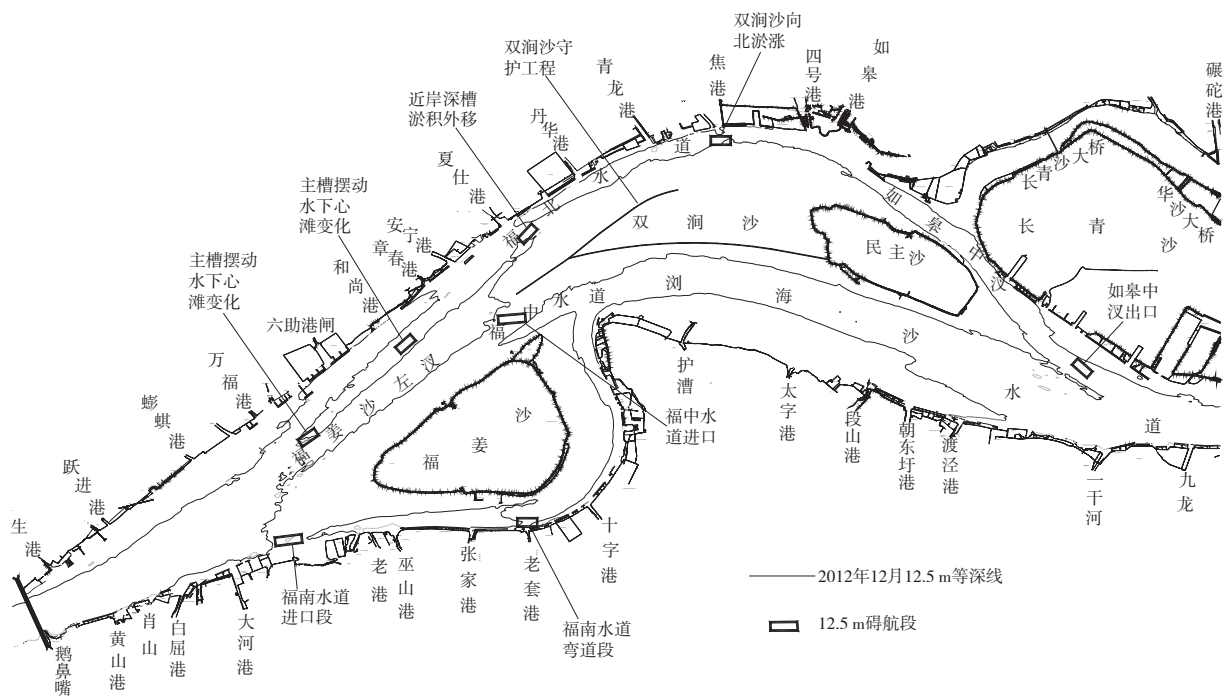 双涧沙向
北淤涨
双涧沙守
护工程
近岸深槽
淤积外移
主槽摆动
水下心
滩变化
主槽摆动
水下心
滩变化
如皋港
四号港
焦港
青龙港
丹华港
夏仕港
安宁港
章春港
和尚港
六助港闸
万福港
蟛蜞港
跃进港
生港
碾砣港
长青沙大桥
华沙大桥
长青沙
福北水道
双涧沙
民主沙
如皋中汊
如皋中
汊出口
福中水道
浏海沙水道
福姜沙左汊
福姜沙
护漕
太字港
段山港
朝东圩港
渡泾港
一干河
九龙
福中水
道进口
十字港
老套港
张家港
巫山港
老港
福南水道
进口段
福南水道
弯道段
大河港
白屈港
肖山
黄山港
鹅鼻嘴
2012年12月12.5 m等深线
12.5 m碍航段